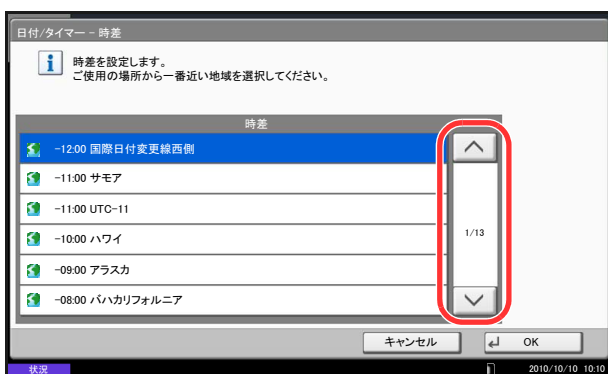 日付/タイマー - 時差
時差を設定します。
ご使用の場所から一番近い地域を選択してください。
時差
-12:00 国際日付変更線西側
-11:00 サモア
-11:00 UTC-11
-10:00 ハワイ
-09:00 アラスカ
-08:00 バハカリフォルニア
1/13
キャンセル
OK
状況
2010/10/10 10:10